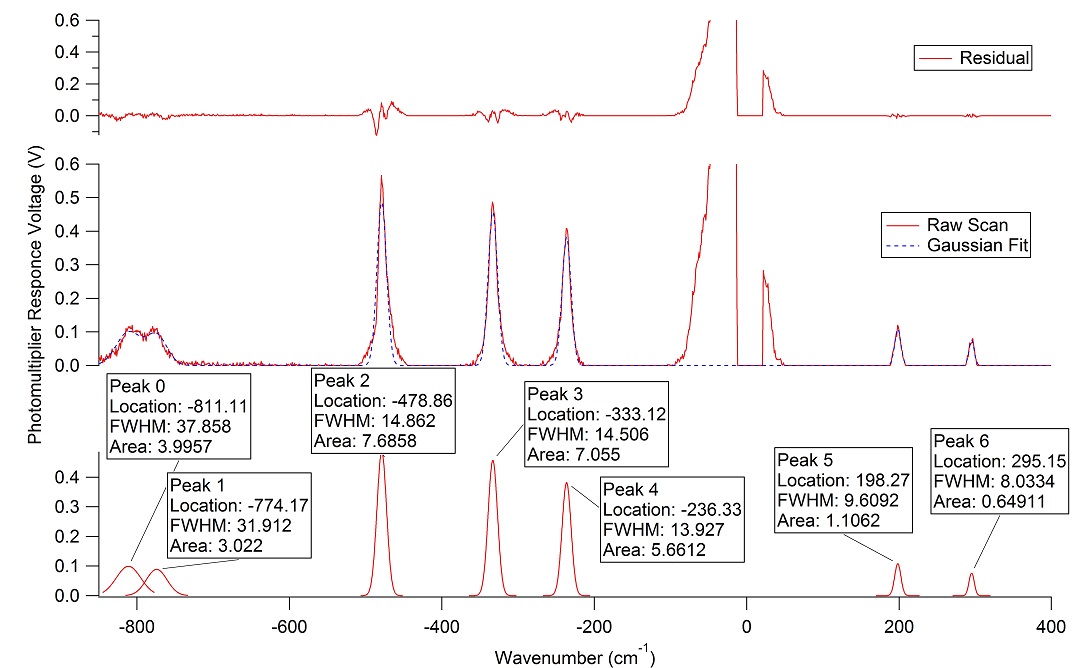 0.6
0.4
0.2
0.0
Residual
0.6
0.5
0.4
0.3
0.2
0.1
0.0
Raw Scan
Gaussian Fit
Photomultiplier Responce Voltage (V)
Peak 0
Location: -811.11
FWHM: 37.858
Area: 3.9957
Peak 1
Location: -774.17
FWHM: 31.912
Area: 3.022
Peak 2
Location: -478.86
FWHM: 14.862
Area: 7.6858
Peak 3
Location: -333.12
FWHM: 14.506
Area: 7.055
Peak 4
Location: -236.33
FWHM: 13.927
Area: 5.6612
Peak 5
Location: 198.27
FWHM: 9.6092
Area: 1.1062
Peak 6
Location: 295.15
FWHM: 8.0334
Area: 0.64911
0.4
0.3
0.2
0.1
0.0
-800 -600 -400 -200 0 200 400
Wavenumber (cm⁻¹)